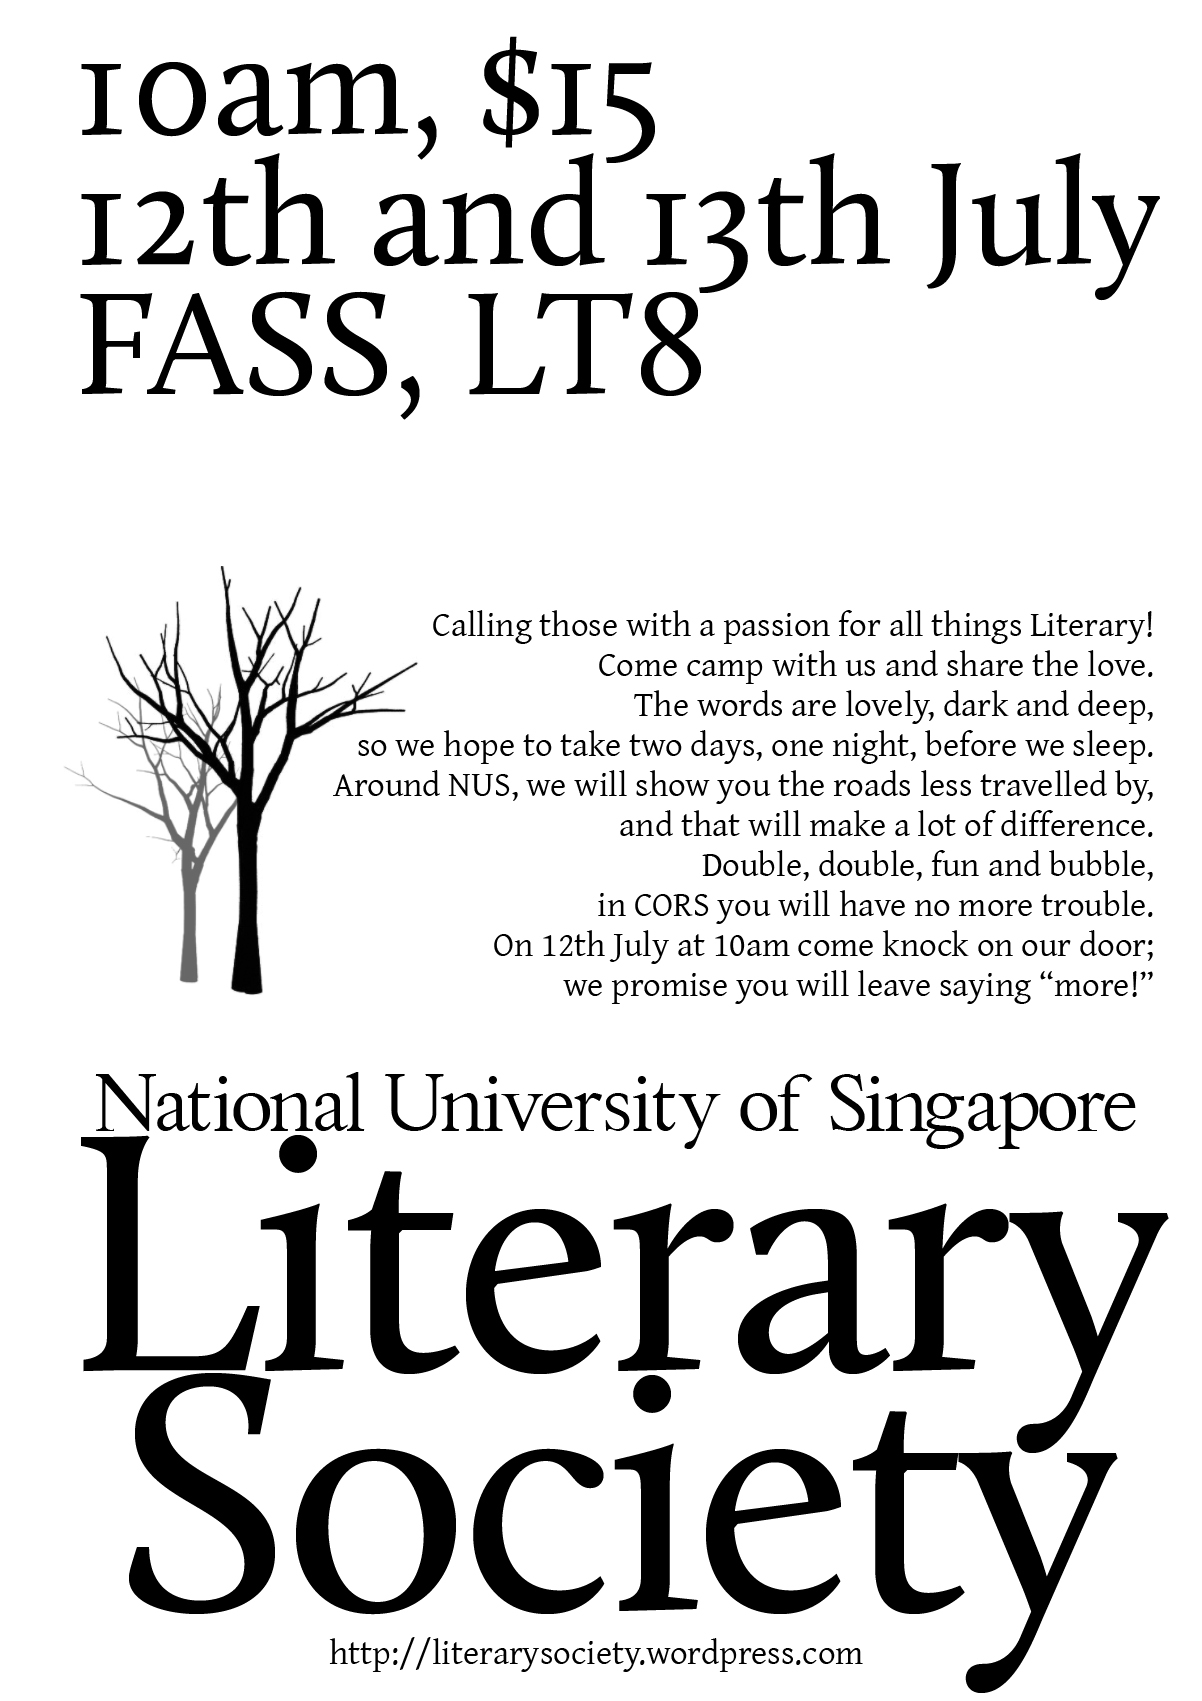 10am, $15
12th and 13th July
FASS, LT8
Calling those with a passion for all things Literary!
Come camp with us and share the love.
The words are lovely, dark and deep,
so we hope to take two days, one night, before we sleep.
Around NUS, we will show you the roads less travelled by,
and that will make a lot of difference.
Double, double, fun and bubble,
in CORS you will have no more trouble.
On 12th July at 10am come knock on our door;
we promise you will leave saying “more!”
National University of Singapore
Literary
Society
http://literarysociety.wordpress.com